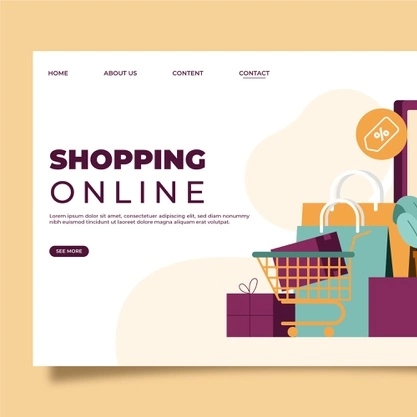 HOME ABOUT US CONTENT CONTACT
%
SHOPPING
ONLINE
Lorem ipsum dolor sit amet, consectetuer adipiscing elit, sed diam
nonummy nibh euismod tincidunt ut laoreet dolore magna aliquam erat volutpat.
SEE MORE